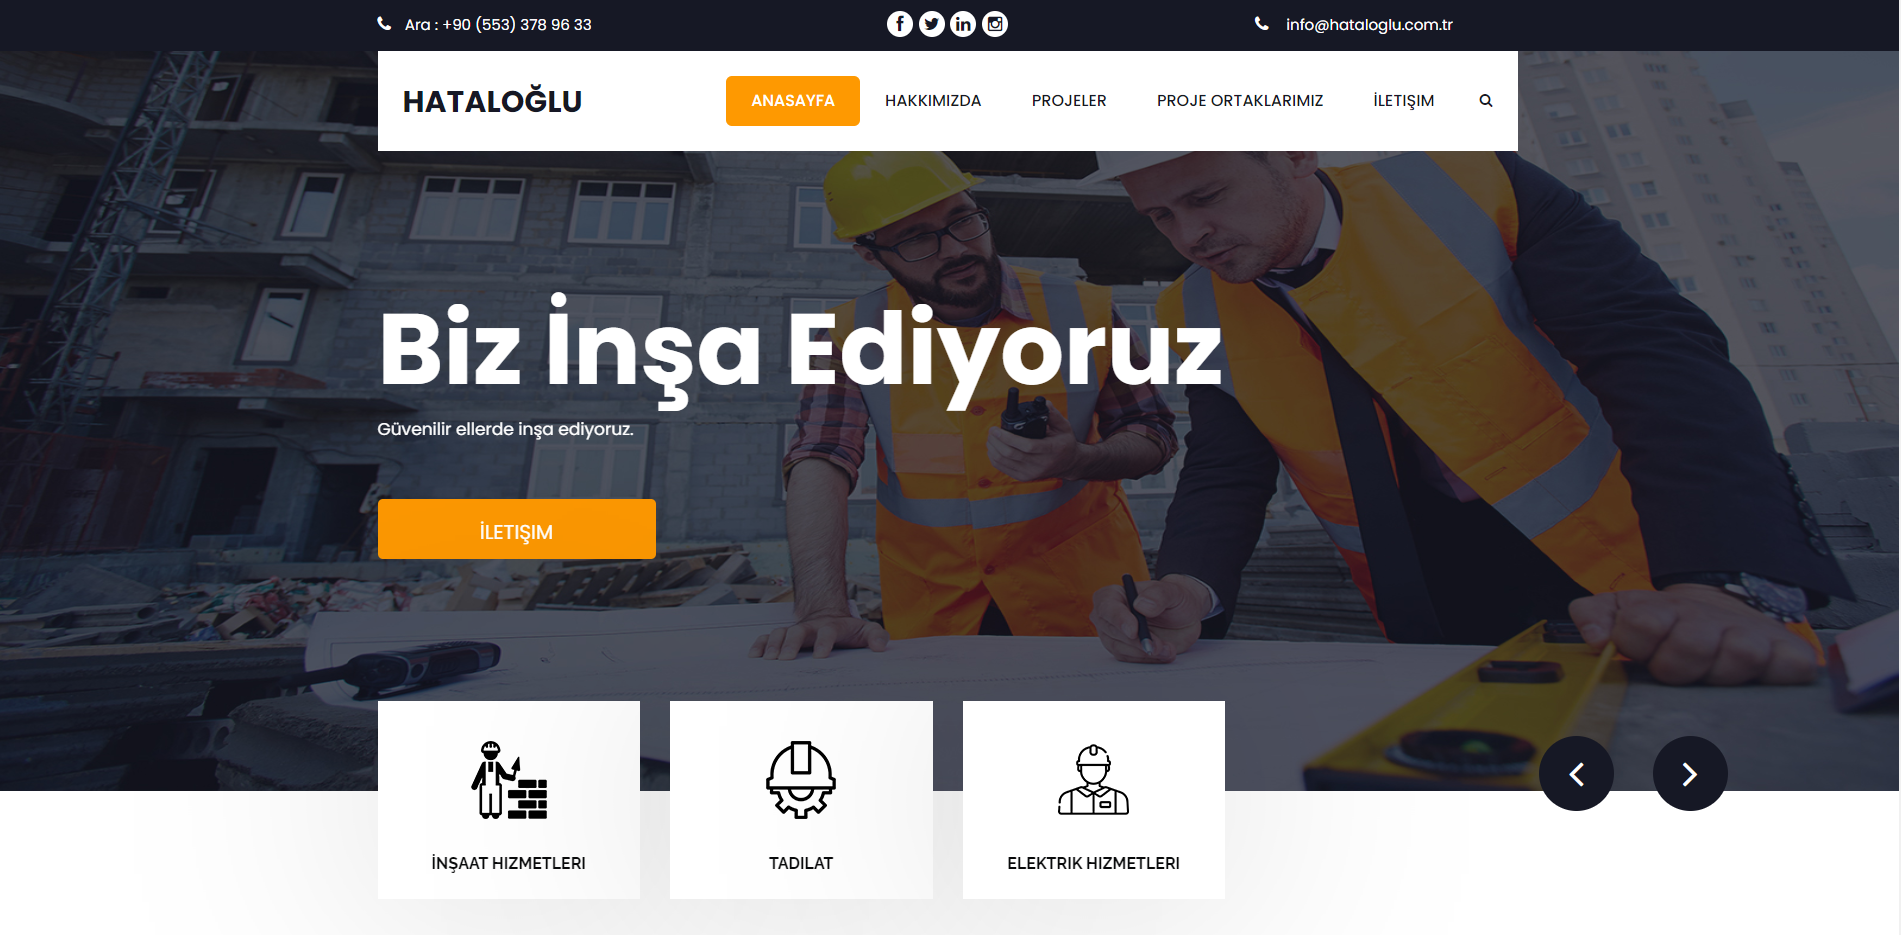 Ara : +90 (553) 378 96 33
info@hataloglu.com.tr
HATALOĞLU
ANASAYFA
HAKKIMIZDA
PROJELER
PROJE ORTAKLARIMIZ
İLETIŞIM
Biz İnşa Ediyoruz
Güvenilir ellerde inşa ediyoruz.
İLETIŞIM
İNŞAAT HIZMETLERI
TADILAT
ELEKTRIK HIZMETLERI